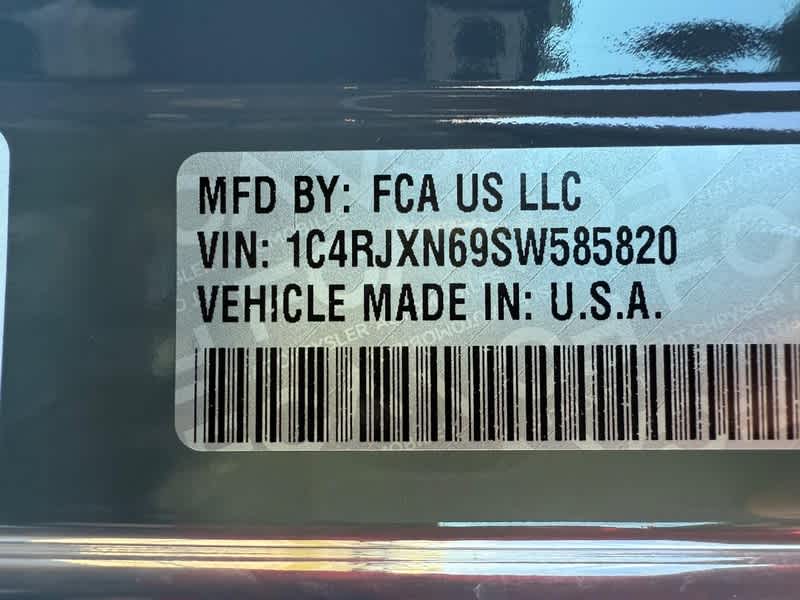 MFD BY: FCA US LLC
VIN: 1C4RJXN69SW585820
VEHICLE MADE IN: U.S.A.